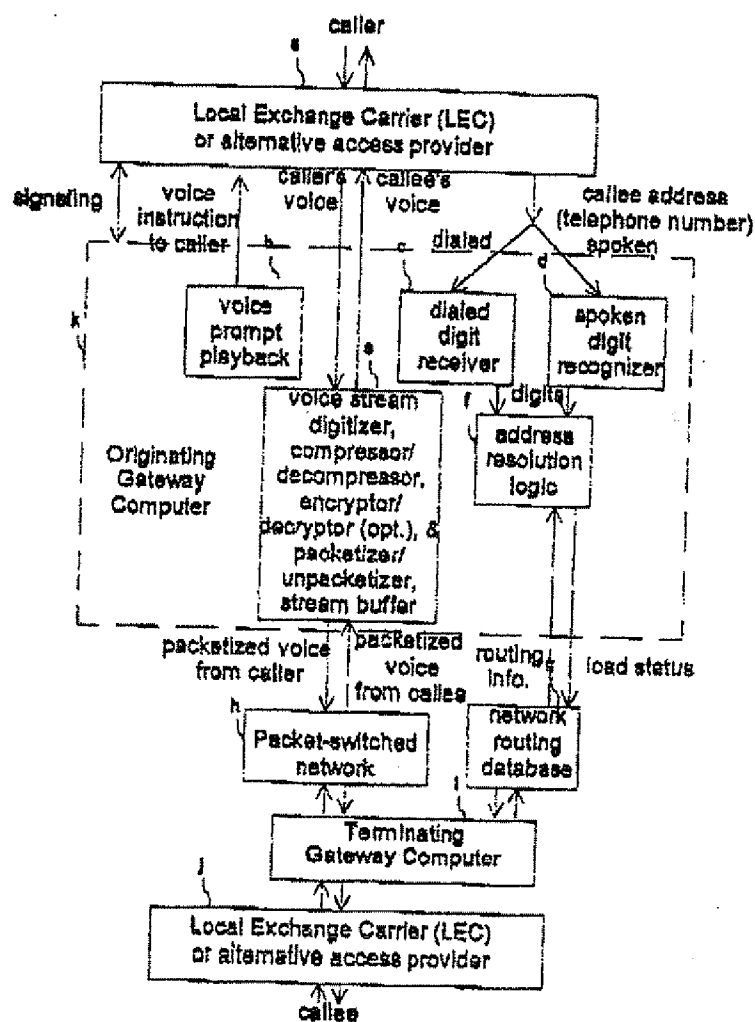 caller
a
Local Exchange Carrier (LEC)
or alternative access provider
signaling
voice
instruction
to caller
caller's
voice
callee's
voice
callee address
(telephone number)
dialed
spoken
b
c
d
k
voice
prompt
playback
dialed
digit
receiver
spoken
digit
recognizer
e
f
digits
voice stream
digitizer,
compressor/
decompressor,
encryptor/
decryptor (opt.), &
packetizer/
unpacketizer,
stream buffer
address
resolution
logic
Originating
Gateway
Computer
packetized voice
from caller
packetized
voice
from callee
routing
info.
load status
h
Packet-switched
network
network
routing
database
i
Terminating
Gateway Computer
j
Local Exchange Carrier (LEC)
or alternative access provider
callee